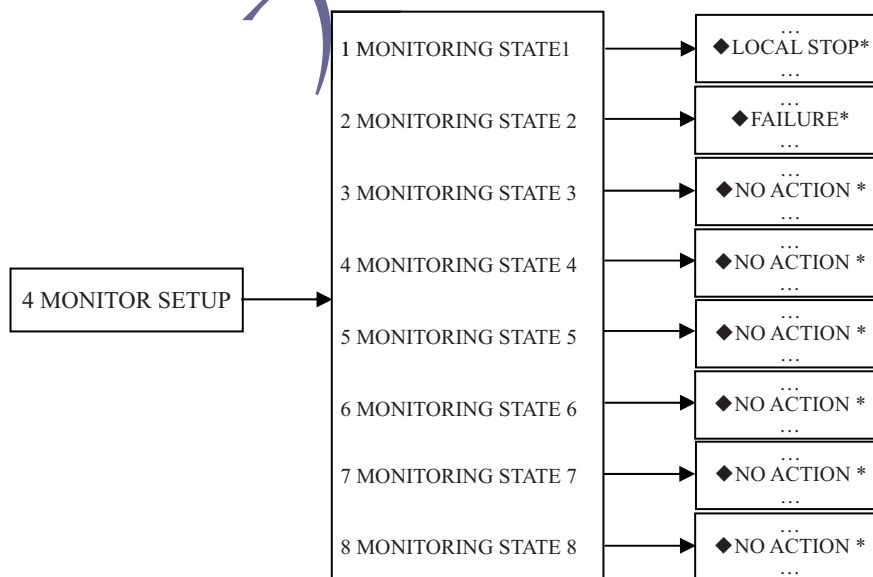 1 MONITORING STATE1
…
◆LOCAL STOP*
…
2 MONITORING STATE 2
…
◆FAILURE*
…
3 MONITORING STATE 3
…
◆NO ACTION *
…
4 MONITORING STATE 4
…
◆NO ACTION *
…
4 MONITOR SETUP
5 MONITORING STATE 5
…
◆NO ACTION *
…
6 MONITORING STATE 6
…
◆NO ACTION *
…
7 MONITORING STATE 7
…
◆NO ACTION *
…
8 MONITORING STATE 8
…
◆NO ACTION *
…